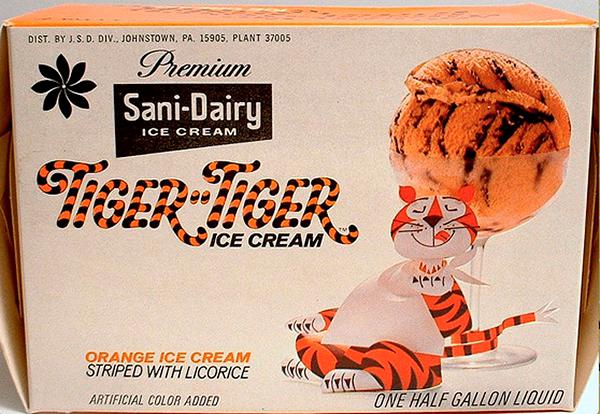 DIST. BY J. S. D. DIV., JOHNSTOWN, PA. 15905, PLANT 37005
Premium
Sani-Dairy
ICE CREAM
TIGER-TIGER™
ICE CREAM
ORANGE ICE CREAM
STRIPED WITH LICORICE
ARTIFICIAL COLOR ADDED
ONE HALF GALLON LIQUID